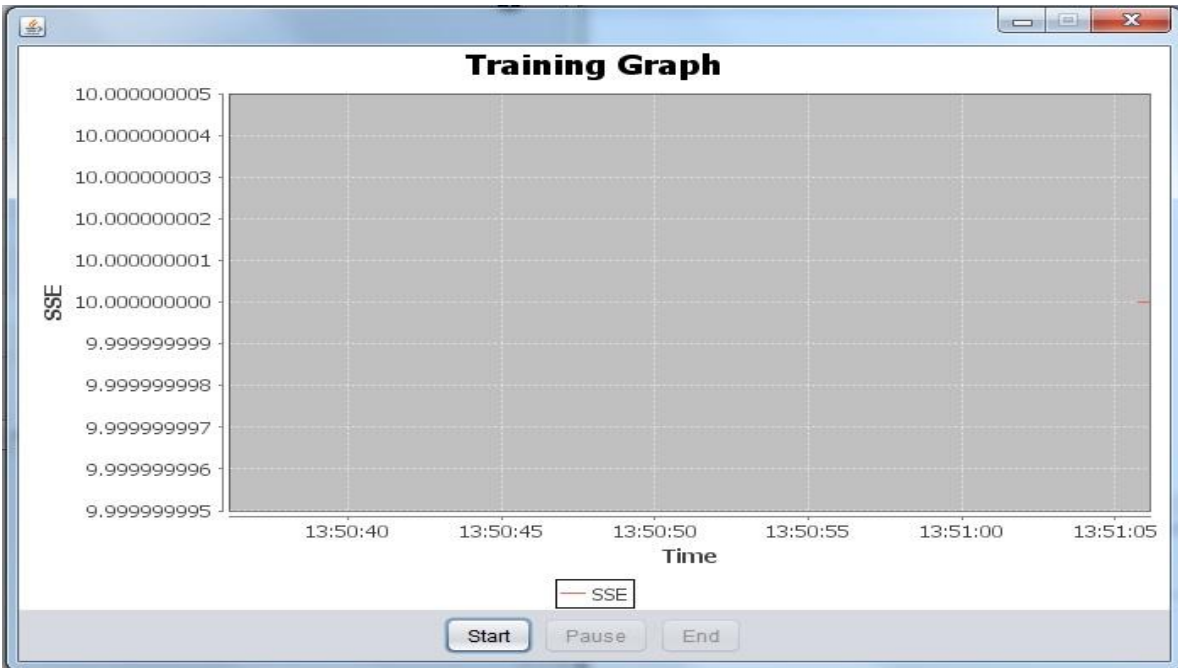 Training Graph
10.000000005
10.000000004
10.000000003
10.000000002
10.000000001
10.000000000
9.999999999
9.999999998
9.999999997
9.999999996
9.999999995
SSE
13:50:40 13:50:45 13:50:50 13:50:55 13:51:00 13:51:05
Time
SSE
Start Pause End